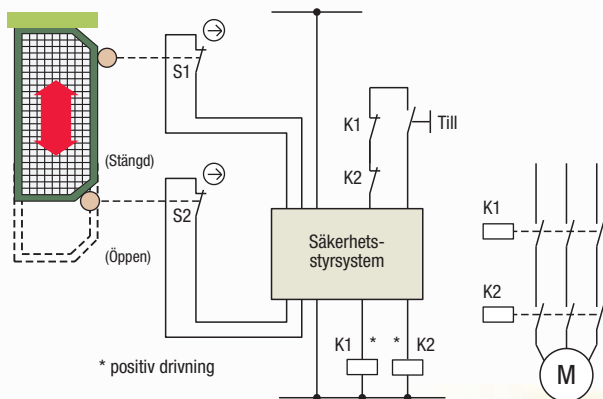 S1
(Stängd)
S2
(Öppen)
* positiv drivning
K1
Till
K2
Säkerhets-
styrsystem
K1 * * K2
K1
K2
M